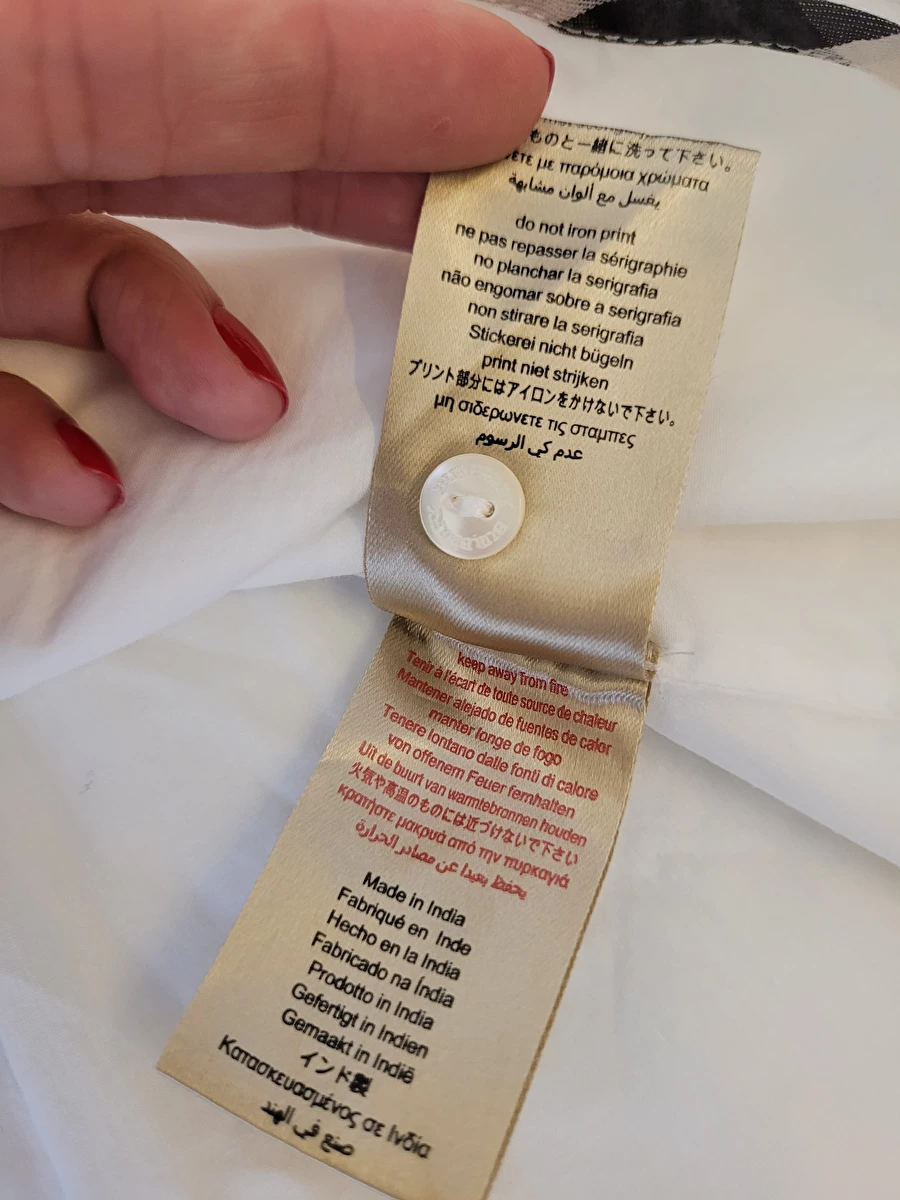 ものと一緒に洗って下さい。
με παρόμοια χρώματα
يغسل مع ألوان مشابهة
do not iron print
ne pas repasser la sérigraphie
no planchar la serigrafia
não engomar sobre a serigrafia
non stirare la serigrafia
Stickerei nicht bügeln
print niet strijken
プリント部分にはアイロンをかけないで下さい。
μη σιδερωνετε τις σταμπες
عدم كي الرسوم
keep away from fire
Tenir à l'écart de toute source de chaleur
Mantener alejado de fuentes de calor
manter longe de fogo
Tenere lontano dalle fonti di calore
von offenem Feuer fernhalten
Uit de buurt van warmtebronnen houden
火気や高温のものには近づけないで下さい
κρατήστε μακρυά από την πυρκαγιά
يحفظ بعيدا عن مصادر الحرارة
Made in India
Fabriqué en Inde
Hecho en la India
Fabricado na Índia
Prodotto in India
Gefertigt in Indien
Gemaakt in Indië
インド製
Κατασκευασμένος σε Ινδία
صنع في الهند